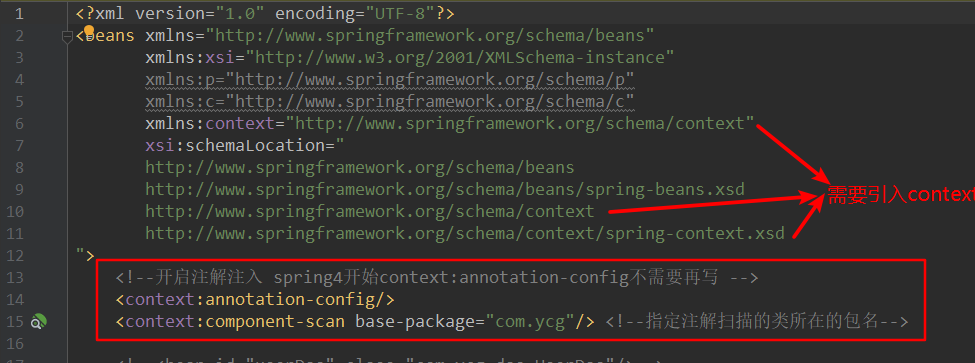 1 <?xml version="1.0" encoding="UTF-8"?>
2 <beans xmlns="http://www.springframework.org/schema/beans"
3 xmlns:xsi="http://www.w3.org/2001/XMLSchema-instance"
4 xmlns:p="http://www.springframework.org/schema/p"
5 xmlns:c="http://www.springframework.org/schema/c"
6 xmlns:context="http://www.springframework.org/schema/context"
7 xsi:schemaLocation="
8 http://www.springframework.org/schema/beans
9 http://www.springframework.org/schema/beans/spring-beans.xsd
需要引入context
10 http://www.springframework.org/schema/context
11 http://www.springframework.org/schema/context/spring-context.xsd
12 ">
13 <!--开启注解注入 spring4开始context:annotation-config不需要再写 -->
14 <context:annotation-config/>
15 <context:component-scan base-package="com.ycg"/> <!--指定注解扫描的类所在的包名-->
16
17